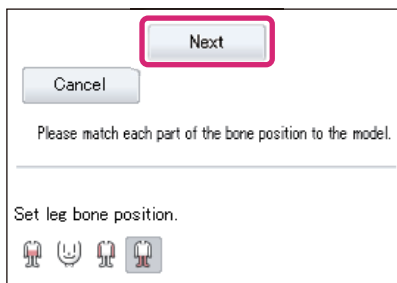 Next
Cancel
Please match each part of the bone position to the model.
Set leg bone position.